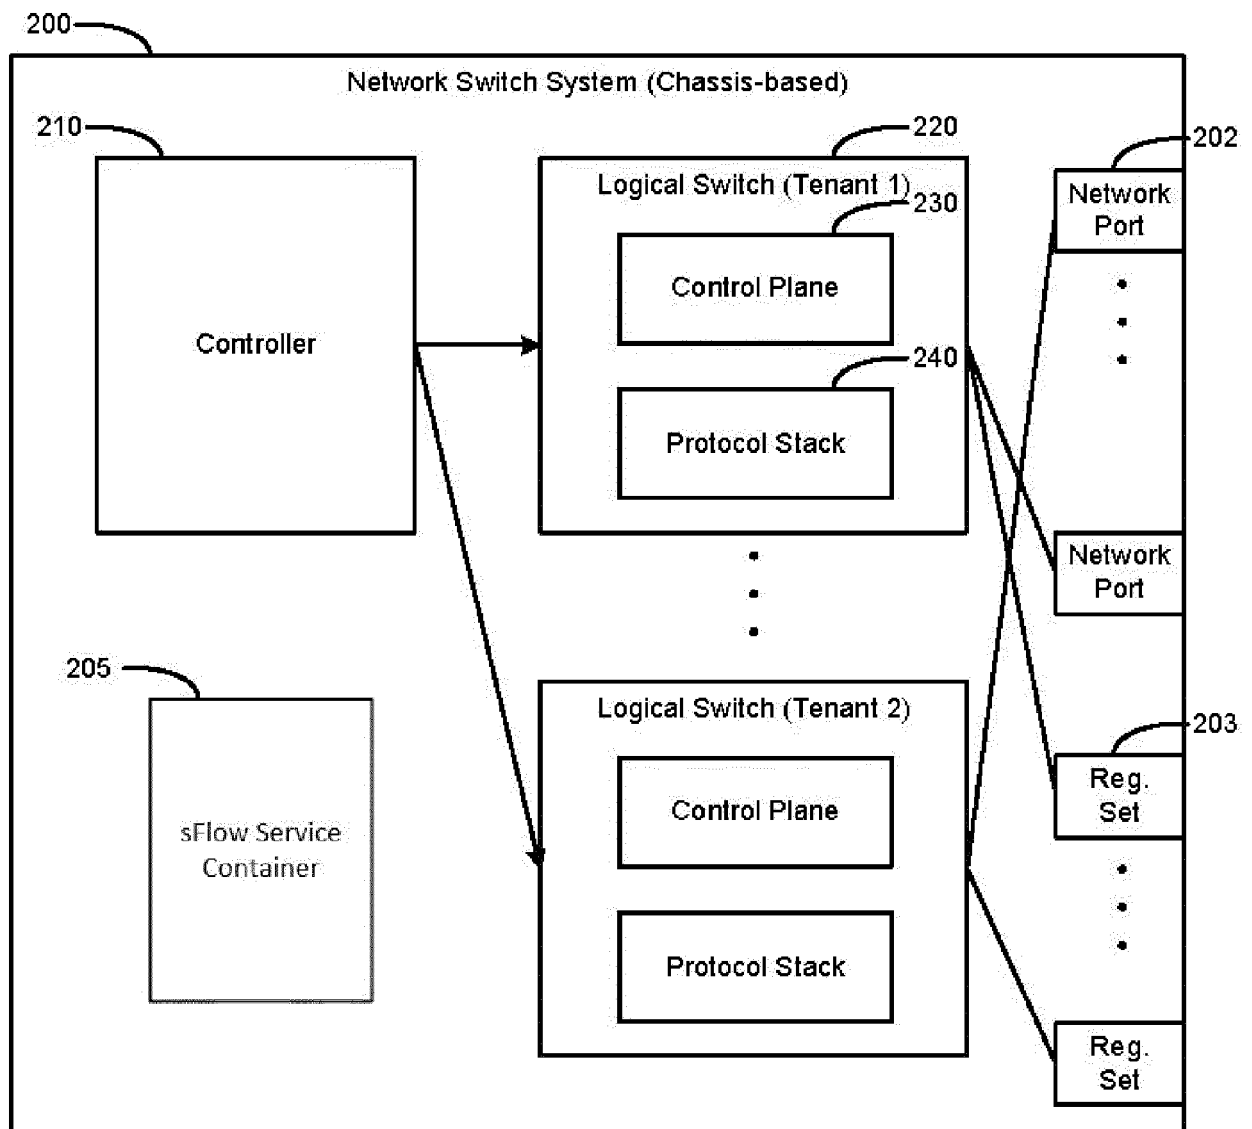 200
Network Switch System (Chassis-based)
210
220
202
Logical Switch (Tenant 1)
230
Network
Port
Control Plane
Controller
240
Protocol Stack
Network
Port
205
Logical Switch (Tenant 2)
203
Reg.
Set
Control Plane
sFlow Service
Container
Protocol Stack
Reg.
Set